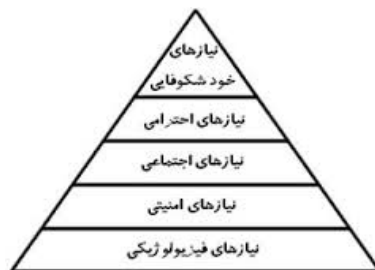 نیازهای
خود شکوفایی
نیازهای احترامی
نیازهای اجتماعی
نیازهای امنیتی
نیازهای فیزیولوژیکی